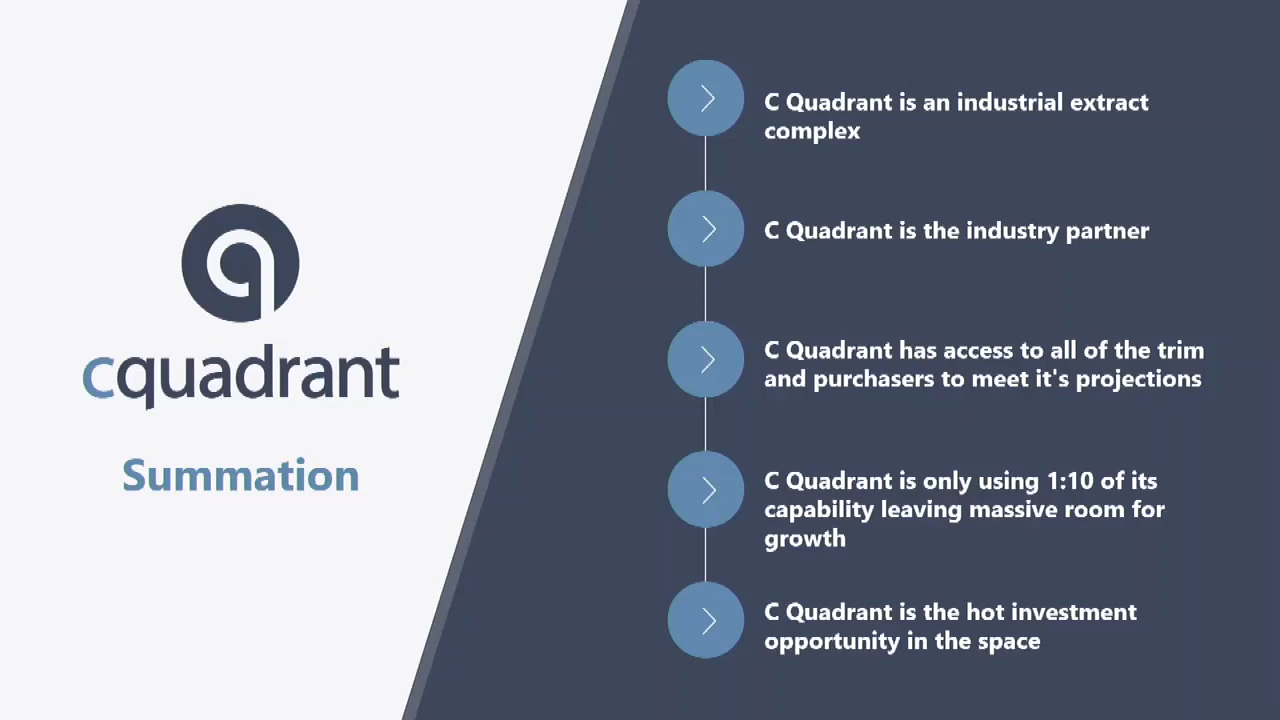 cquadrant
Summation
C Quadrant is an industrial extract
complex
C Quadrant is the industry partner
C Quadrant has access to all of the trim
and purchasers to meet it's projections
C Quadrant is only using 1:10 of its
capability leaving massive room for
growth
C Quadrant is the hot investment
opportunity in the space